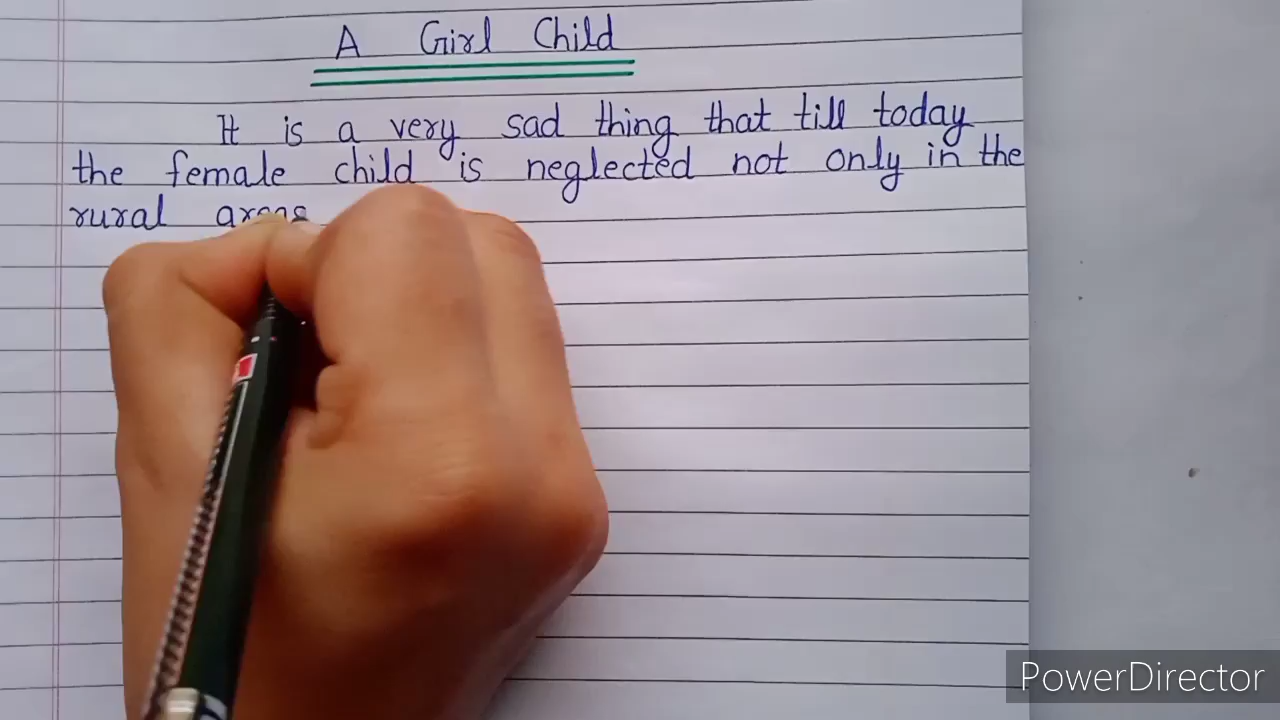 A Girl Child
It is a very sad thing that till today
the female child is neglected not only in the
rural areas
PowerDirector